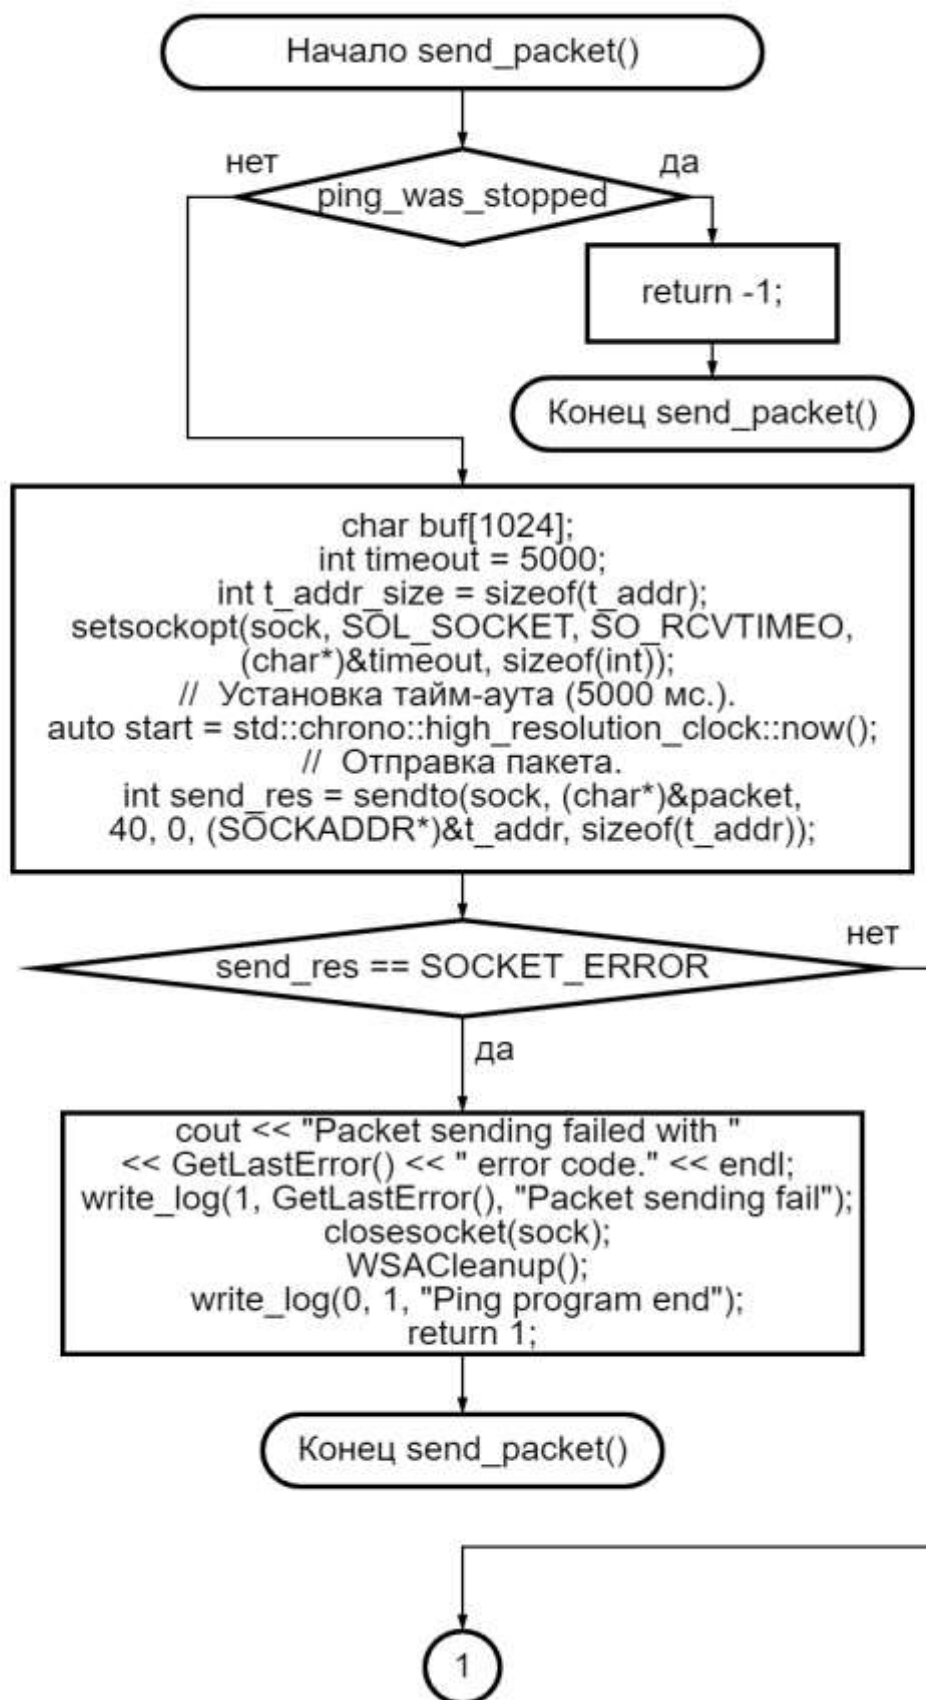 Начало send_packet()
нет
да
ping_was_stopped
return -1;
Конец send_packet()
char buf[1024];
int timeout = 5000;
int t_addr_size = sizeof(t_addr);
setsockopt(sock, SOL_SOCKET, SO_RCVTIMEO,
(char*)&timeout, sizeof(int));
// Установка тайм-аута (5000 мс.).
auto start = std::chrono::high_resolution_clock::now();
// Отправка пакета.
int send_res = sendto(sock, (char*)&packet,
40, 0, (SOCKADDR*)&t_addr, sizeof(t_addr));
нет
send_res == SOCKET_ERROR
да
cout << "Packet sending failed with "
<< GetLastError() << " error code." << endl;
write_log(1, GetLastError(), "Packet sending fail");
closesocket(sock);
WSACleanup();
write_log(0, 1, "Ping program end");
return 1;
Конец send_packet()
1